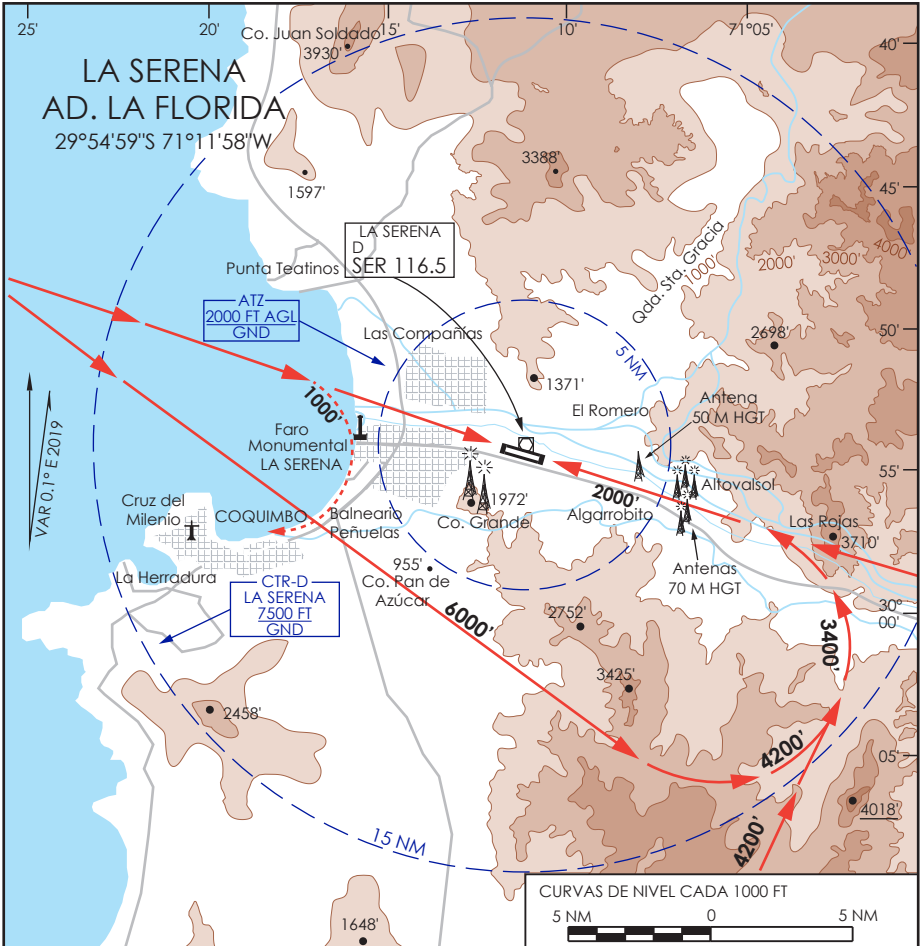 25'
20'
15'
10'
71°05'
Co. Juan Soldado
3930'
40'
LA SERENA
AD. LA FLORIDA
29°54'59"S 71°11'58"W
3388'
1597'
45'
Qda. Sta. Gracia
1000'
2000'
3000'
4000'
LA SERENA
D
SER 116.5
Punta Teatinos
ATZ
2000 FT AGL
GND
Las Compañías
5 NM
2698'
50'
1371'
VAR 0.1° E 2019
1000'
Faro
Monumental
LA SERENA
El Romero
Antena
50 M HGT
55'
Altovalsol
2000'
Algarrobito
1972'
Co. Grande
Cruz del
Milenio
COQUIMBO
Balneario
Peñuelas
Las Rojas
3710'
Antenas
70 M HGT
La Herradura
955'
Co. Pan de
Azúcar
CTR-D
LA SERENA
7500 FT
GND
6000'
2752'
30°
00'
3400'
3425'
2458'
4200'
05'
4018'
4200'
15 NM
1648'
CURVAS DE NIVEL CADA 1000 FT
5 NM
0
5 NM